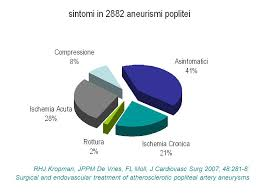 sintomi in 2882 aneurismi poplitei
Compressione
8%
Asintomatici
41%
Ischemia Acuta
28%
Rottura
2%
Ischemia Cronica
21%
RHJ Kropman, JPPM De Vries, FL Moll, J Cardiovasc Surg 2007; 48:281-8
Surgical and endovascular treatment of atherosclerotic popliteal artery aneurysms